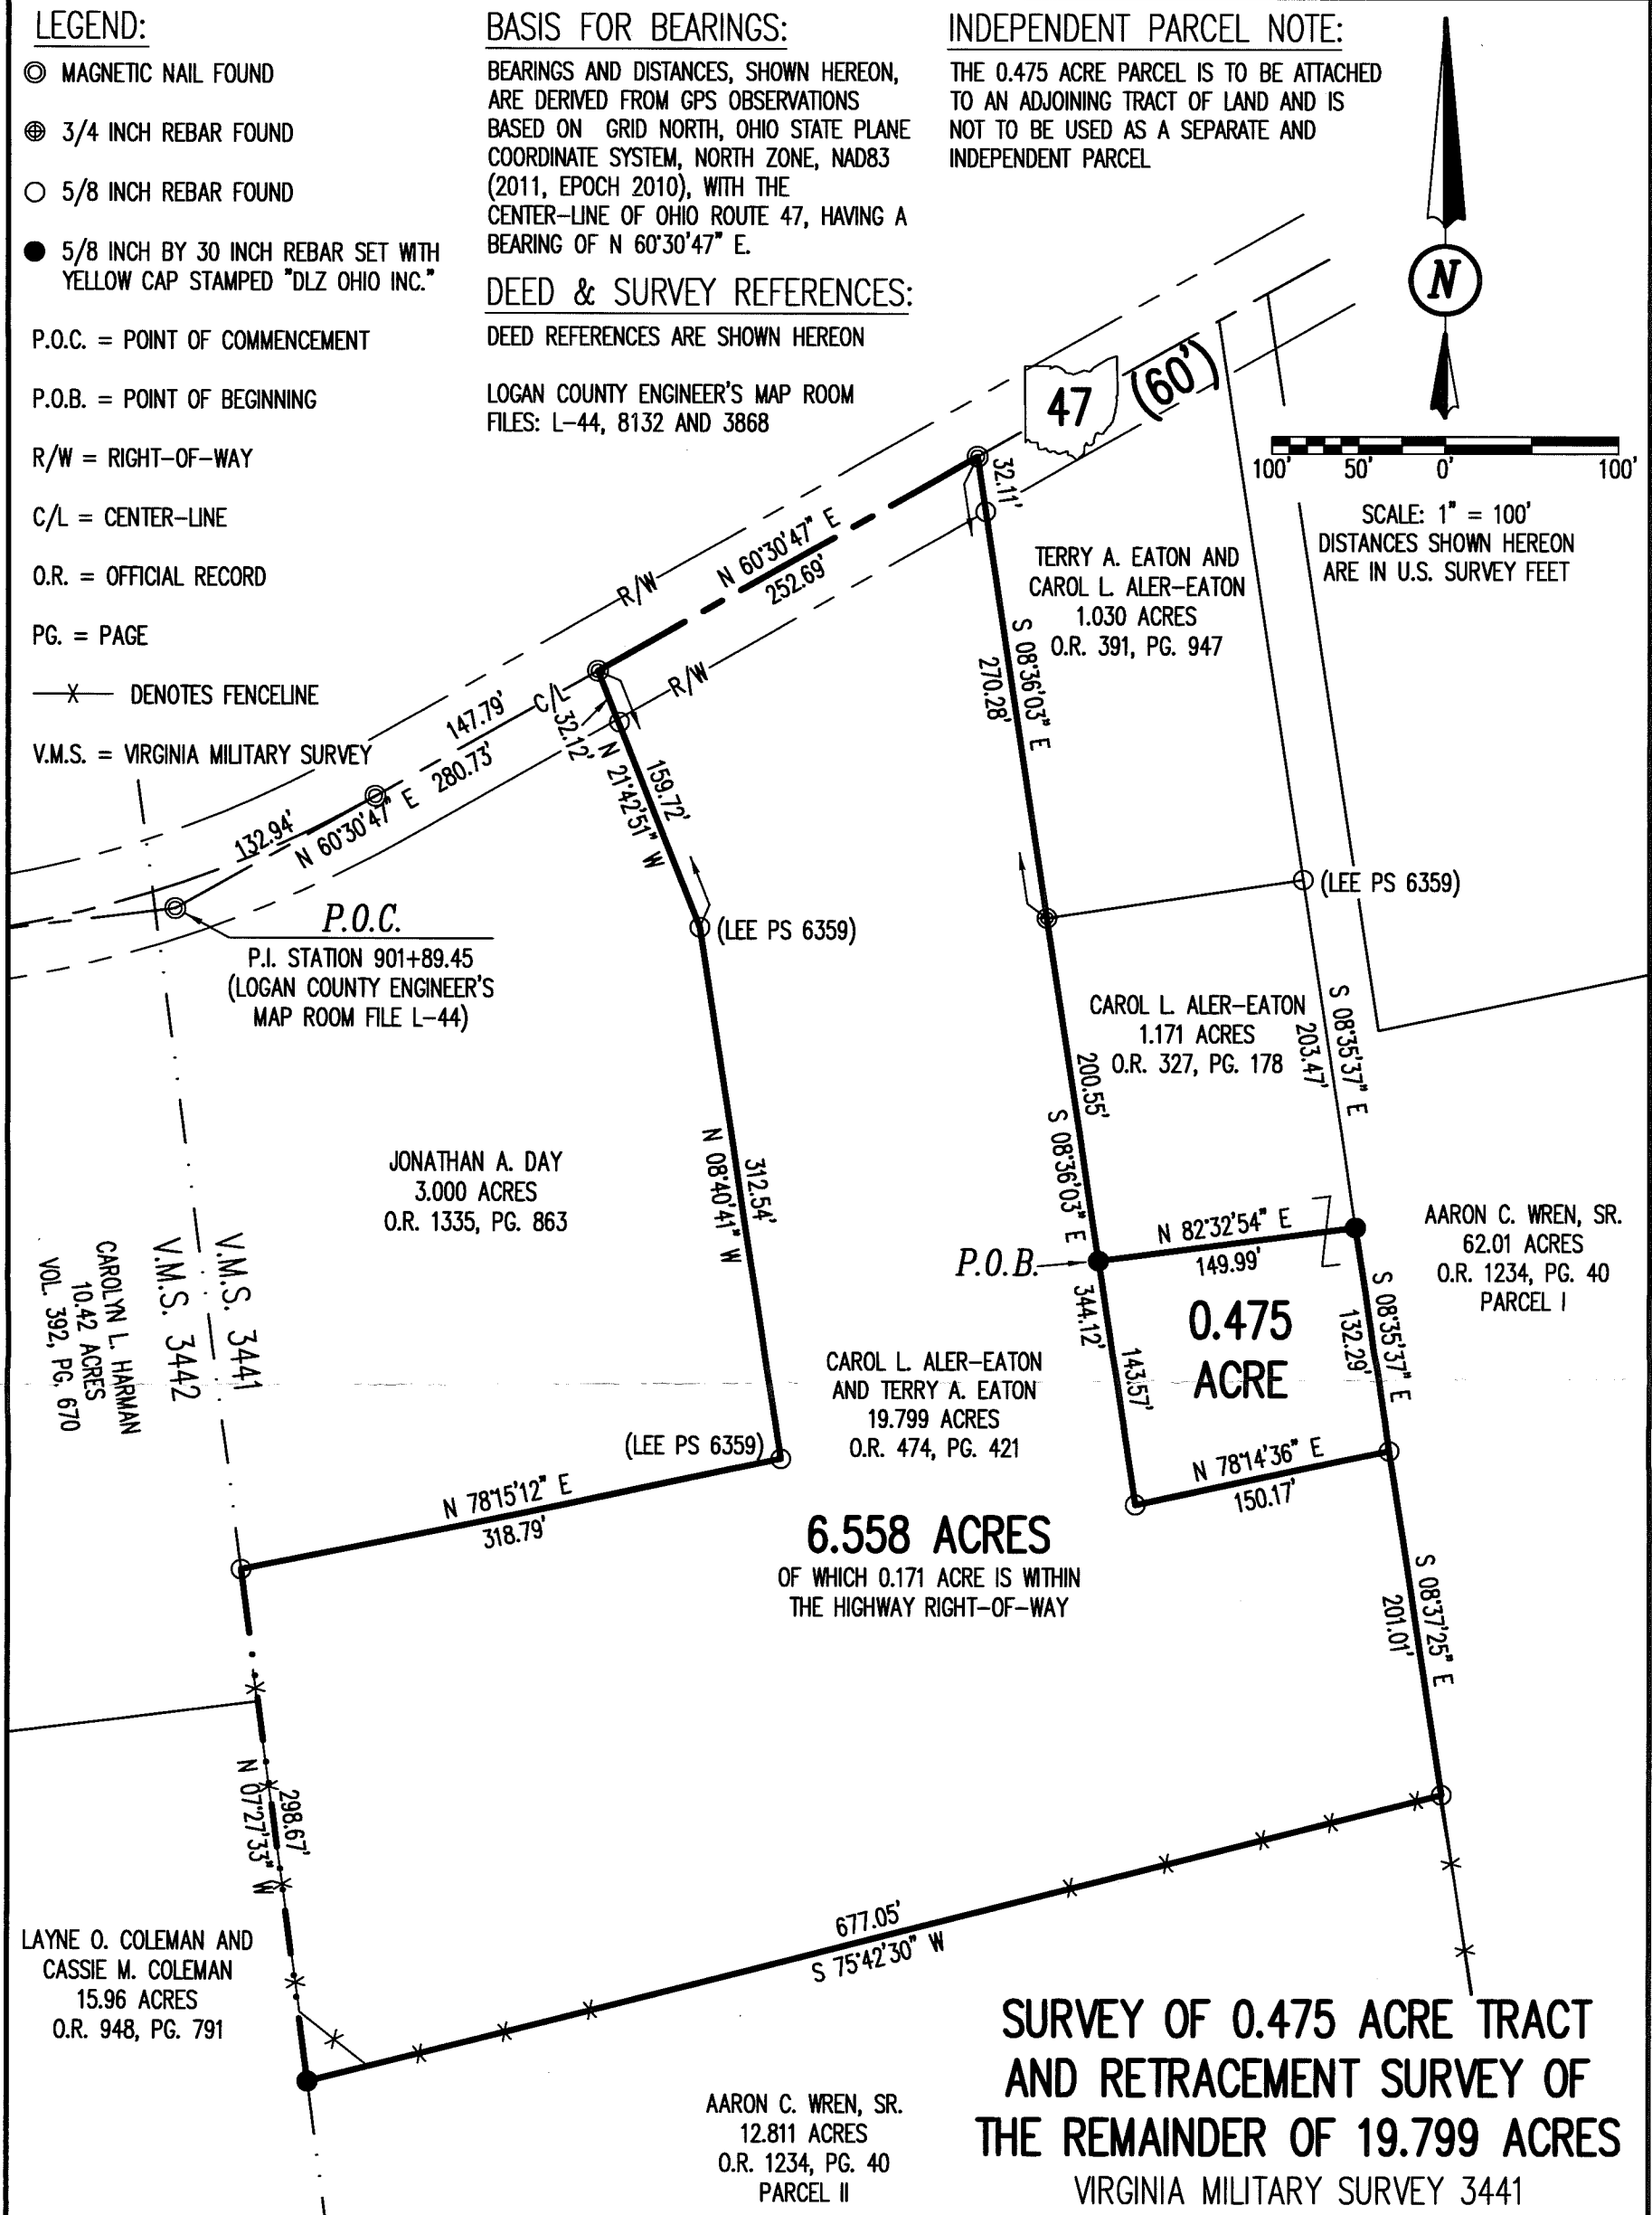 LEGEND:
MAGNETIC NAIL FOUND
3/4 INCH REBAR FOUND
5/8 INCH REBAR FOUND
5/8 INCH BY 30 INCH REBAR SET WITH
YELLOW CAP STAMPED "DLZ OHIO INC."
P.O.C. = POINT OF COMMENCEMENT
P.O.B. = POINT OF BEGINNING
R/W = RIGHT-OF-WAY
C/L = CENTER-LINE
O.R. = OFFICIAL RECORD
PG. = PAGE
X DENOTES FENCELINE
V.M.S. = VIRGINIA MILITARY SURVEY
BASIS FOR BEARINGS:
BEARINGS AND DISTANCES, SHOWN HEREON,
ARE DERIVED FROM GPS OBSERVATIONS
BASED ON GRID NORTH, OHIO STATE PLANE
COORDINATE SYSTEM, NORTH ZONE, NAD83
(2011, EPOCH 2010), WITH THE
CENTER-LINE OF OHIO ROUTE 47, HAVING A
BEARING OF N 60°30'47" E.
DEED & SURVEY REFERENCES:
DEED REFERENCES ARE SHOWN HEREON
LOGAN COUNTY ENGINEER'S MAP ROOM
FILES: L-44, 8132 AND 3868
INDEPENDENT PARCEL NOTE:
THE 0.475 ACRE PARCEL IS TO BE ATTACHED
TO AN ADJOINING TRACT OF LAND AND IS
NOT TO BE USED AS A SEPARATE AND
INDEPENDENT PARCEL
N
100' 50' 0' 100'
SCALE: 1" = 100'
DISTANCES SHOWN HEREON
ARE IN U.S. SURVEY FEET
47
(60')
32.11'
N 60°30'47" E
252.69'
R/W
R/W
C/L
147.79'
280.73'
132.94'
N 60°30'47" E
32.12'
159.72'
N 21°42'51" W
P.O.C.
P.I. STATION 901+89.45
(LOGAN COUNTY ENGINEER'S
MAP ROOM FILE L-44)
(LEE PS 6359)
TERRY A. EATON AND
CAROL L. ALER-EATON
1.030 ACRES
O.R. 391, PG. 947
S 08°36'03" E
270.28'
(LEE PS 6359)
CAROL L. ALER-EATON
1.171 ACRES
O.R. 327, PG. 178
S 08°35'37" E
203.47'
200.55'
S 08°36'03" E
344.12'
JONATHAN A. DAY
3.000 ACRES
O.R. 1335, PG. 863
312.54'
N 08°40'41" W
P.O.B.
N 82°32'54" E
149.99'
0.475
ACRE
143.57'
S 08°35'37" E
132.29'
AARON C. WREN, SR.
62.01 ACRES
O.R. 1234, PG. 40
PARCEL I
V.M.S. 3441
V.M.S. 3442
CAROLYN L. HARMAN
10.42 ACRES
VOL. 392, PG. 670
CAROL L. ALER-EATON
AND TERRY A. EATON
19.799 ACRES
O.R. 474, PG. 421
(LEE PS 6359)
N 78°15'12" E
318.79'
N 78°14'36" E
150.17'
6.558 ACRES
OF WHICH 0.171 ACRE IS WITHIN
THE HIGHWAY RIGHT-OF-WAY
S 08°37'25" E
201.01'
298.67'
N 07°27'33" W
677.05'
S 75°42'30" W
LAYNE O. COLEMAN AND
CASSIE M. COLEMAN
15.96 ACRES
O.R. 948, PG. 791
AARON C. WREN, SR.
12.811 ACRES
O.R. 1234, PG. 40
PARCEL II
SURVEY OF 0.475 ACRE TRACT
AND RETRACEMENT SURVEY OF
THE REMAINDER OF 19.799 ACRES
VIRGINIA MILITARY SURVEY 3441